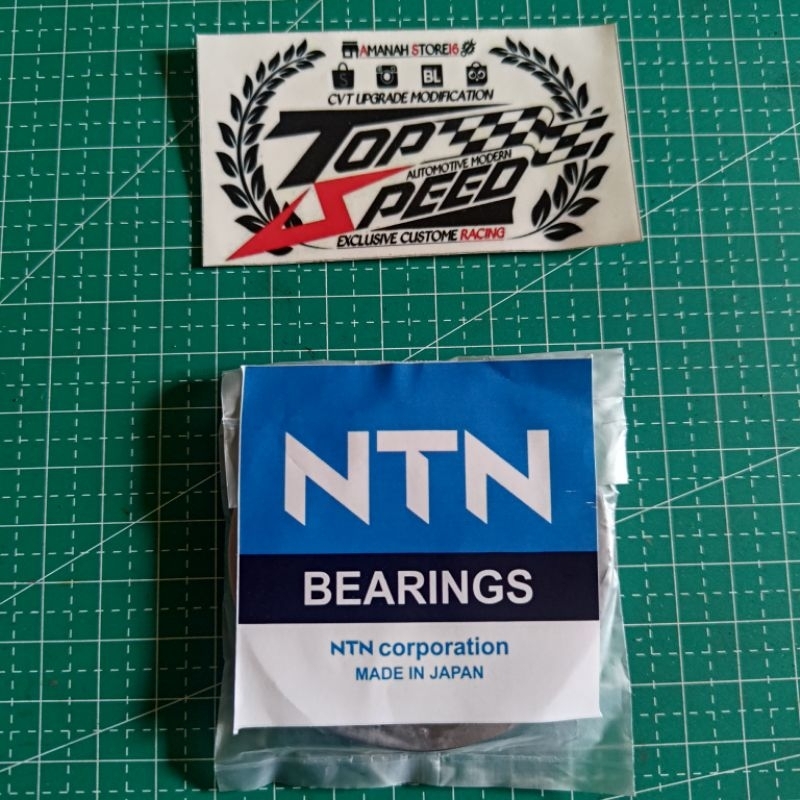 AMANAH STORE16
BL
CVT UPGRADE MODIFICATION
TOP
AUTOMOTIVE MODERN
SPEED
EXCLUSIVE CUSTOME RACING
NTN
BEARINGS
NTN corporation
MADE IN JAPAN